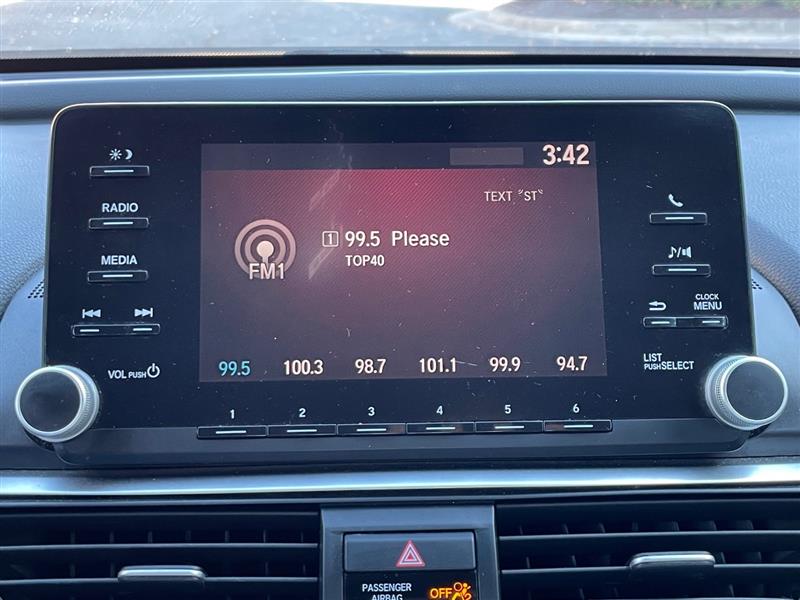 3:42
TEXT "ST"
RADIO
1 99.5 Please
TOP40
FM1
MEDIA
CLOCK
MENU
VOL PUSH
LIST
PUSH SELECT
99.5 100.3 98.7 101.1 99.9 94.7
1 2 3 4 5 6
PASSENGER
AIRBAG OFF